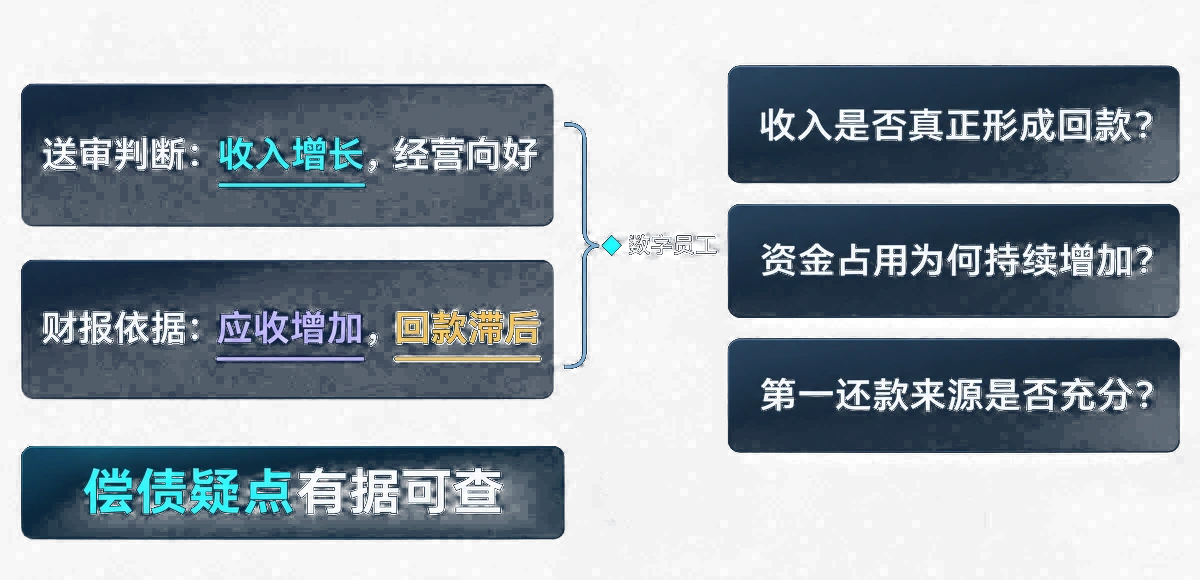 送审判断：收入增长，经营向好
财报依据：应收增加，回款滞后
偿债疑点有据可查
数字员工
收入是否真正形成回款？
资金占用为何持续增加？
第一还款来源是否充分？